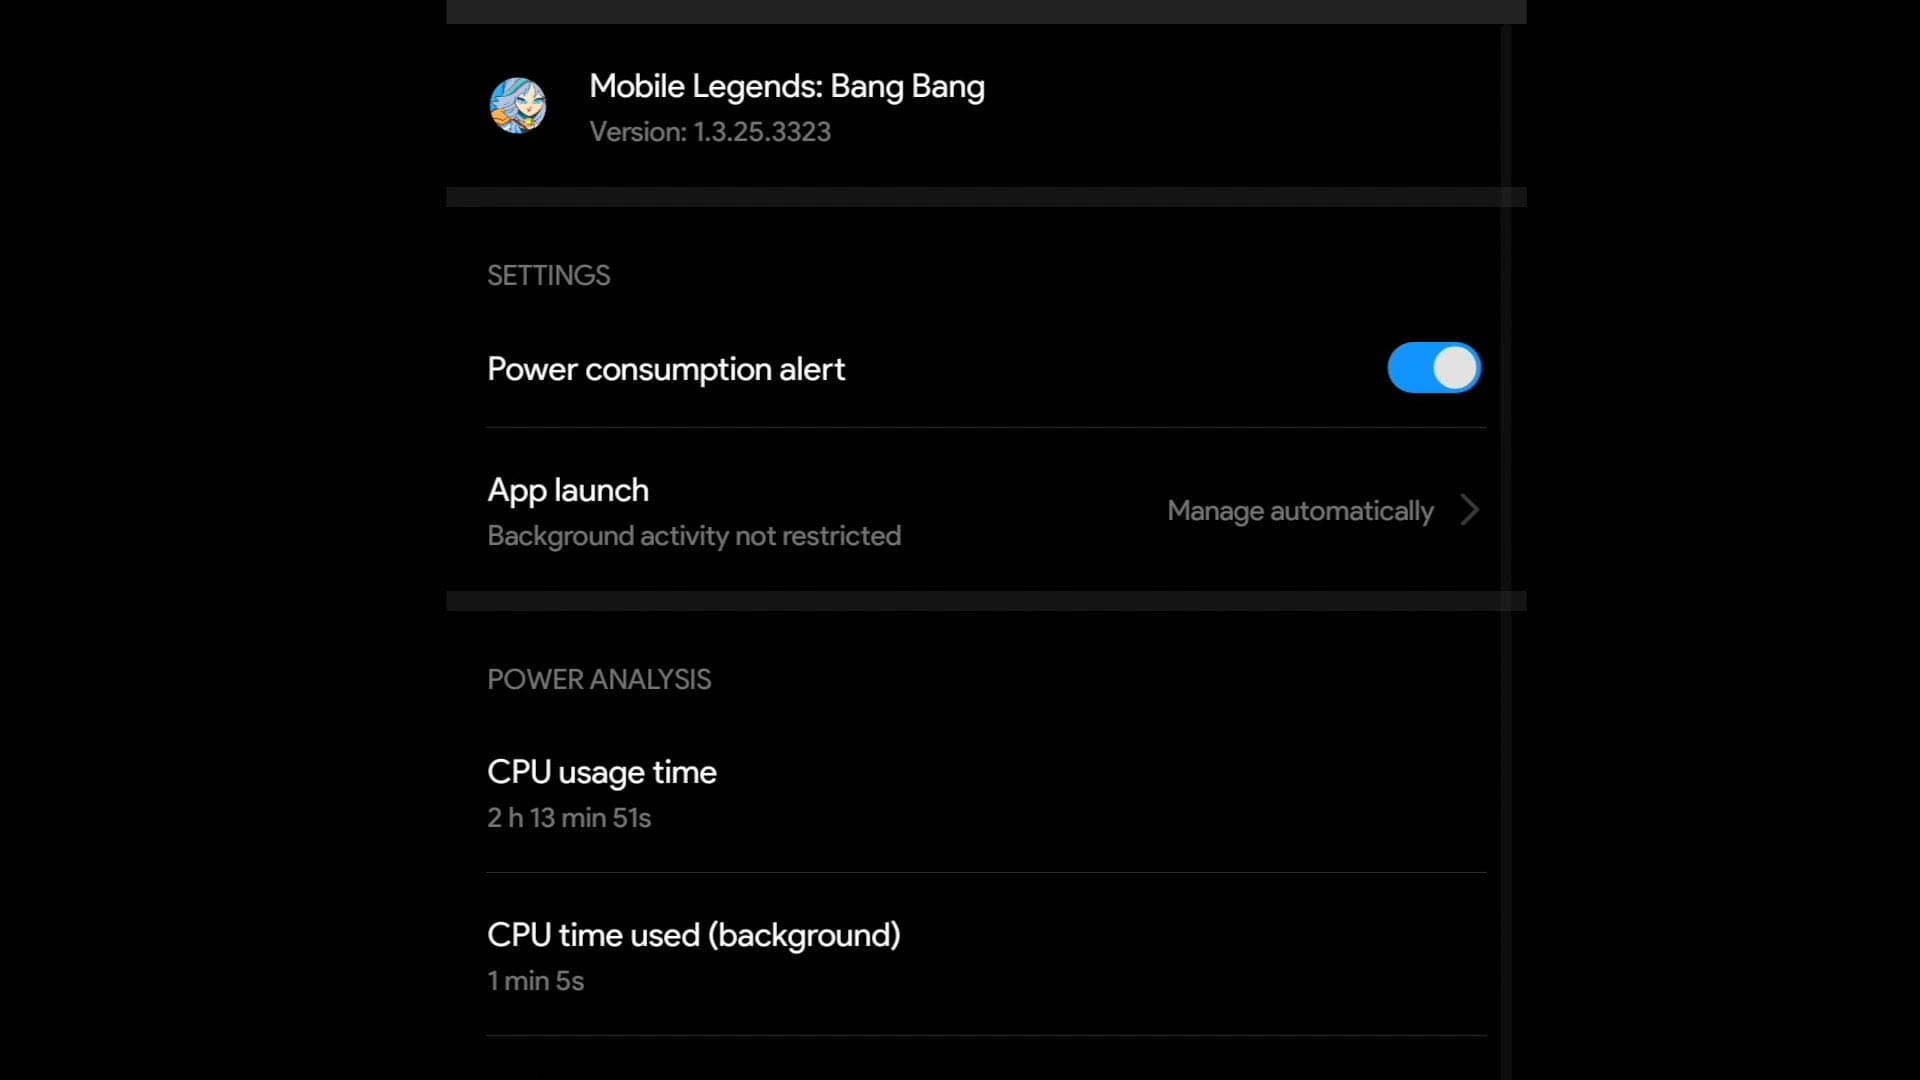 Mobile Legends: Bang Bang
Version: 1.3.25.3323
SETTINGS
Power consumption alert
App launch
Background activity not restricted
Manage automatically
POWER ANALYSIS
CPU usage time
2 h 13 min 51s
CPU time used (background)
1 min 5s